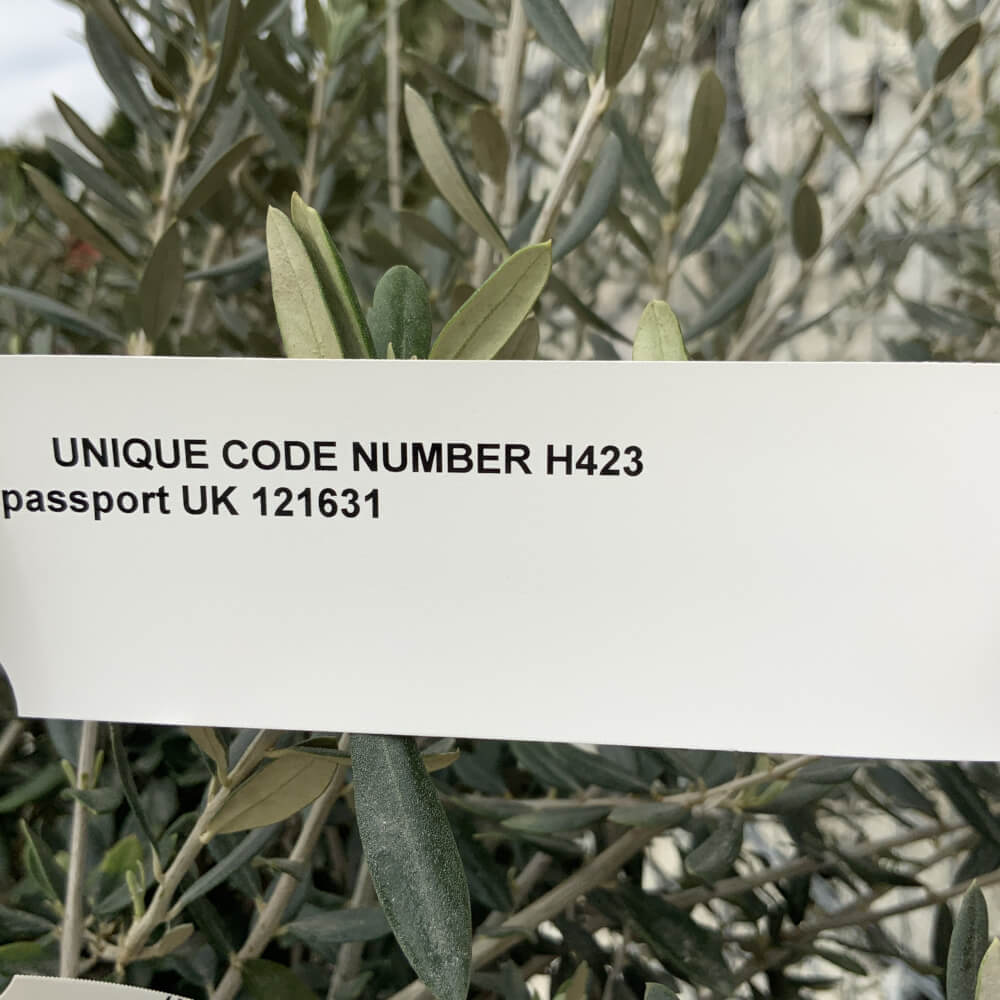 UNIQUE CODE NUMBER H423
passport UK 121631